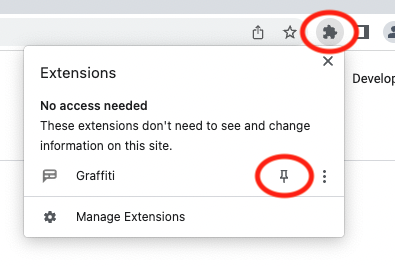 Extensions
Develop
No access needed
These extensions don't need to see and change
information on this site.
Graffiti
Manage Extensions